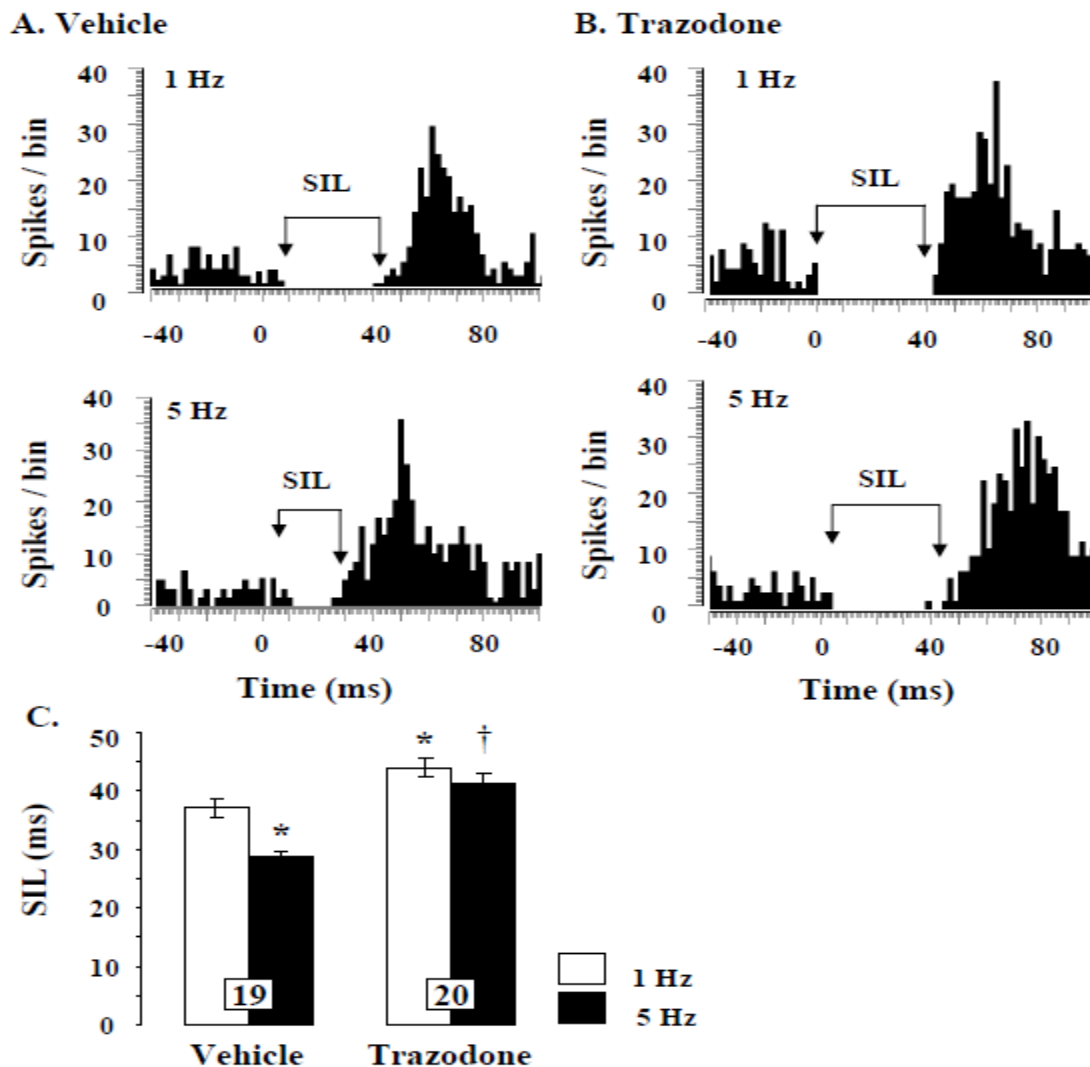 A. Vehicle
1 Hz
Spikes / bin
40
30
20
10
0
SIL
-40 0 40 80
5 Hz
Spikes / bin
40
30
20
10
0
SIL
-40 0 40 80
Time (ms)
B. Trazodone
1 Hz
Spikes / bin
40
30
20
10
0
SIL
-40 0 40 80
5 Hz
Spikes / bin
40
30
20
10
0
SIL
-40 0 40 80
Time (ms)
C.
SIL (ms)
50
40
30
20
10
0
*
* †
19 20
Vehicle Trazodone
1 Hz
5 Hz